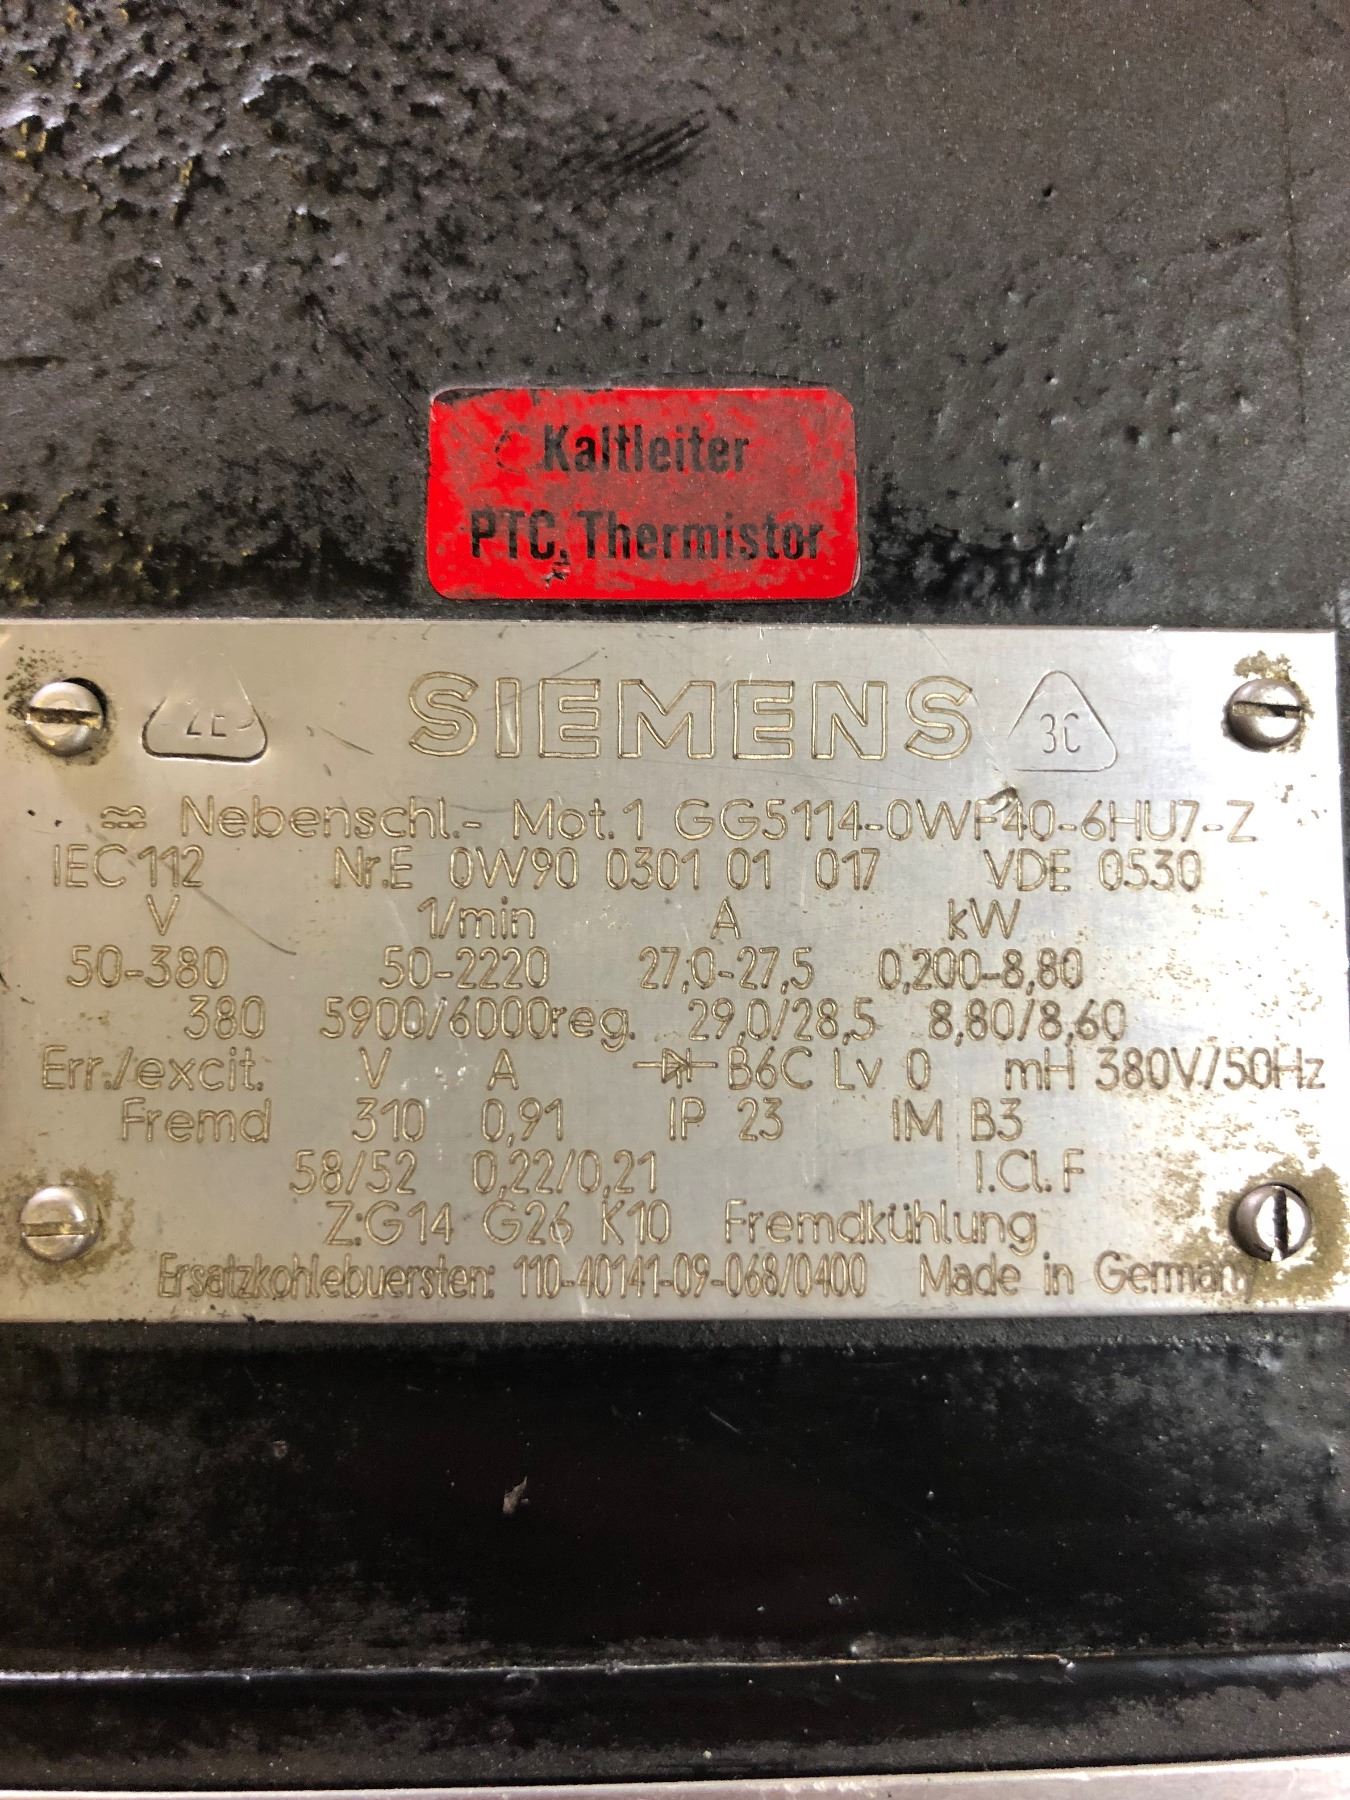 Kaltleiter
PTC, Thermistor
ZE SIEMENS 3C
≂ Nebenschl.- Mot. 1 GG5114-0WF40-6HU7-Z
IEC 112 Nr.E 0W90 0301 01 017 VDE 0530
V 1/min A kW
50-380 50-2220 27,0-27,5 0,200-8,80
380 5900/6000reg. 29,0/28,5 8,80/8,60
Err./excit. V A B6C Lv 0 mH 380V/50Hz
Fremd 310 0,91 IP 23 IM B3
58/52 0,22/0,21 I.Cl.F
Z:G14 G26 K10 Fremdkühlung
Ersatzkohlebuersten: 110-40141-09-068/0400 Made in Germany